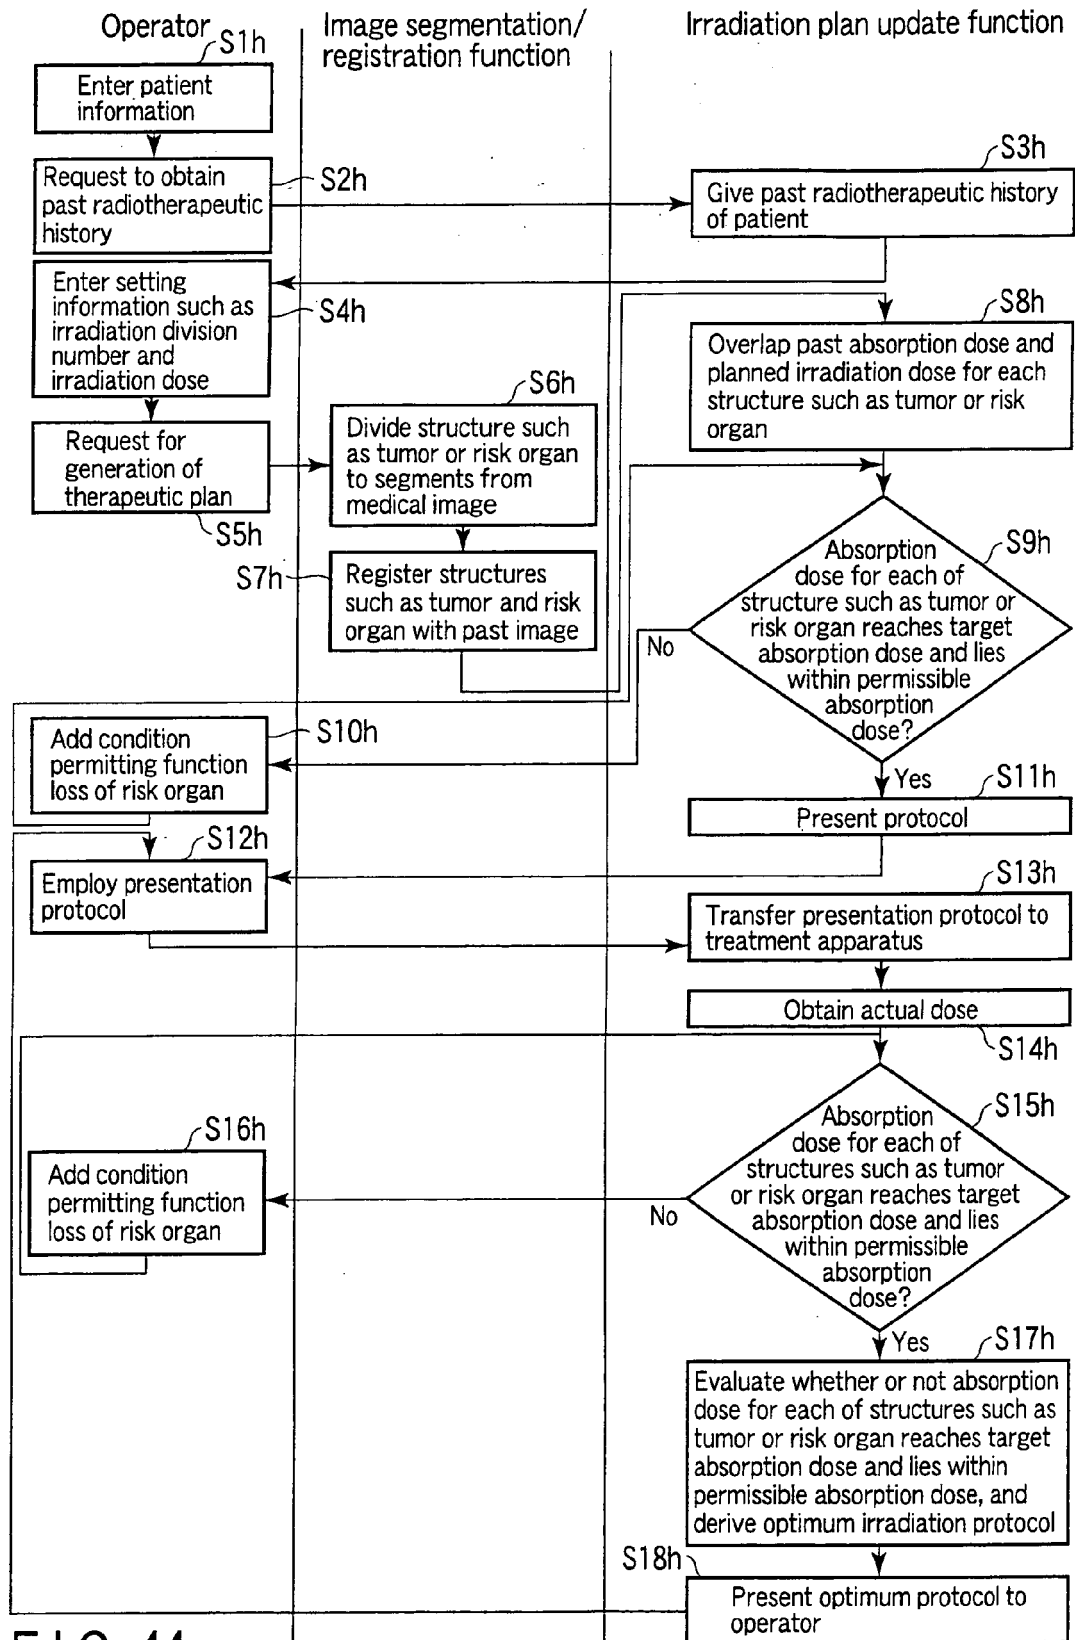 Operator
Image segmentation/
registration function
Irradiation plan update function
S1h
Enter patient
information
S2h
Request to obtain
past radiotherapeutic
history
S3h
Give past radiotherapeutic history
of patient
Enter setting
information such as
irradiation division
number and
irradiation dose
S4h
Request for
generation of
therapeutic plan
S5h
S6h
Divide structure such
as tumor or risk organ
to segments from
medical image
S7h
Register structures
such as tumor and risk
organ with past image
S8h
Overlap past absorption dose and
planned irradiation dose for each
structure such as tumor or risk
organ
S9h
Absorption
dose for each of
structure such as tumor or
risk organ reaches target
absorption dose and lies
within permissible
absorption
dose?
No
Yes
S10h
Add condition
permitting function
loss of risk organ
S11h
Present protocol
S12h
Employ presentation
protocol
S13h
Transfer presentation protocol to
treatment apparatus
Obtain actual dose
S14h
S15h
Absorption
dose for each of
structures such as tumor
or risk organ reaches target
absorption dose and lies
within permissible
absorption
dose?
No
Yes
S16h
Add condition
permitting function
loss of risk organ
S17h
Evaluate whether or not absorption
dose for each of structures such as
tumor or risk organ reaches target
absorption dose and lies within
permissible absorption dose, and
derive optimum irradiation protocol
S18h
Present optimum protocol to
operator